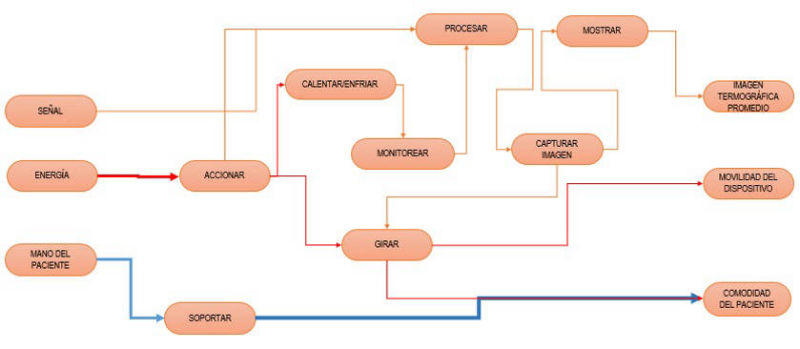 PROCESAR
MOSTRAR
CALENTAR/ENFRIAR
IMAGEN
TERMOGRÁFICA
PROMEDIO
SEÑAL
MONITOREAR
CAPTURAR
IMAGEN
ENERGÍA
ACCIONAR
MOVILIDAD DEL
DISPOSITIVO
GIRAR
MANO DEL
PACIENTE
SOPORTAR
COMODIDAD
DEL PACIENTE